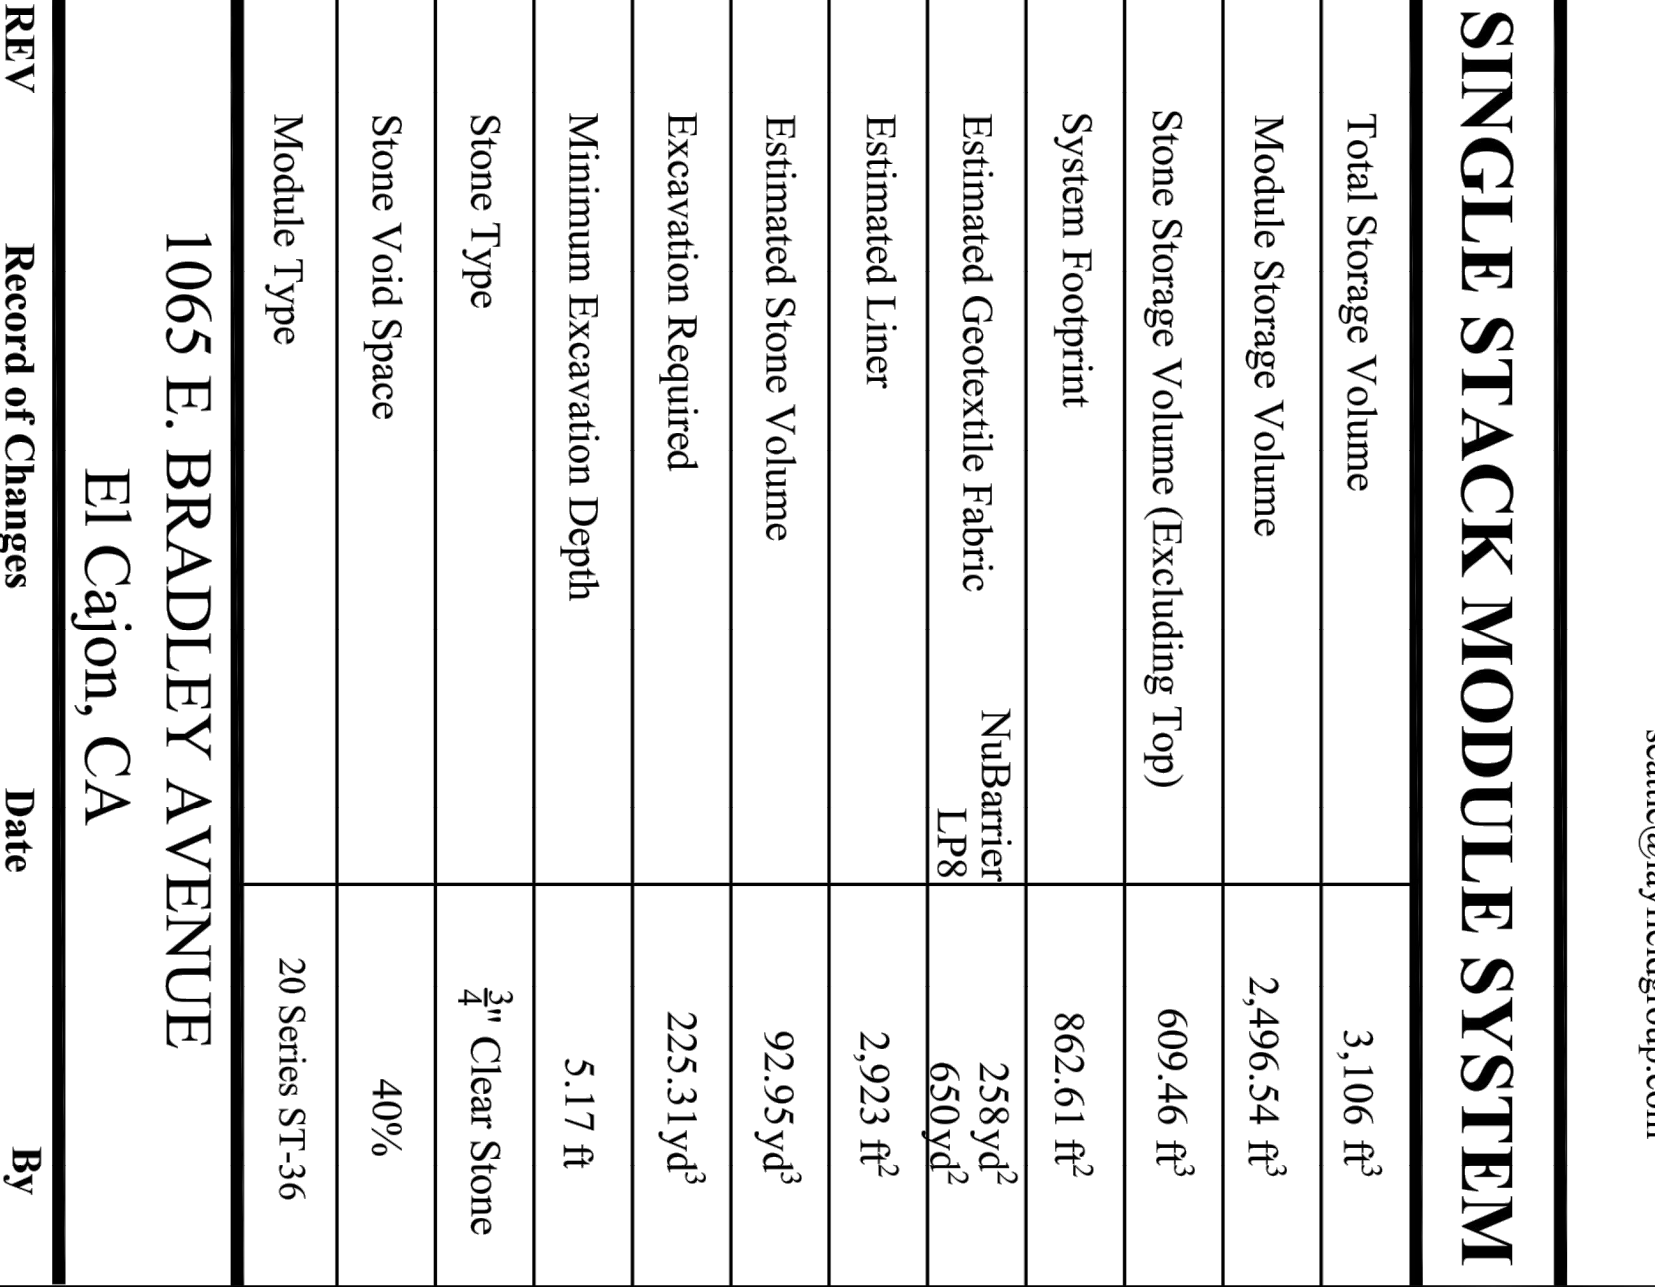 SINGLE STACK MODULE SYSTEM
Total Storage Volume 3,106 ft³
Module Storage Volume 2,496.54 ft³
Stone Storage Volume (Excluding Top) 609.46 ft³
System Footprint 862.61 ft²
Estimated Geotextile Fabric NuBarrier 258yd²
LP8 650yd²
Estimated Liner 2,923 ft²
Estimated Stone Volume 92.95yd³
Excavation Required 225.31yd³
Minimum Excavation Depth 5.17 ft
Stone Type ¾" Clear Stone
Stone Void Space 40%
Module Type 20 Series ST-36
1065 E. BRADLEY AVENUE
El Cajon, CA
REV Record of Changes Date By